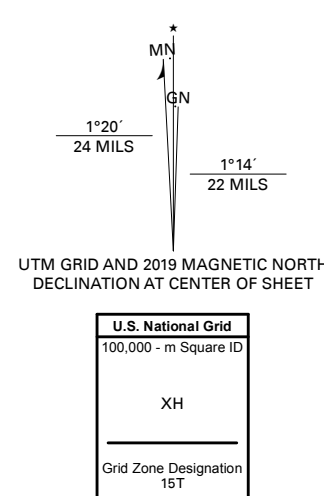 ★
MN
GN
1°20´
24 MILS
1°14´
22 MILS
UTM GRID AND 2019 MAGNETIC NORTH
DECLINATION AT CENTER OF SHEET
U.S. National Grid
100,000 - m Square ID
XH
Grid Zone Designation
15T